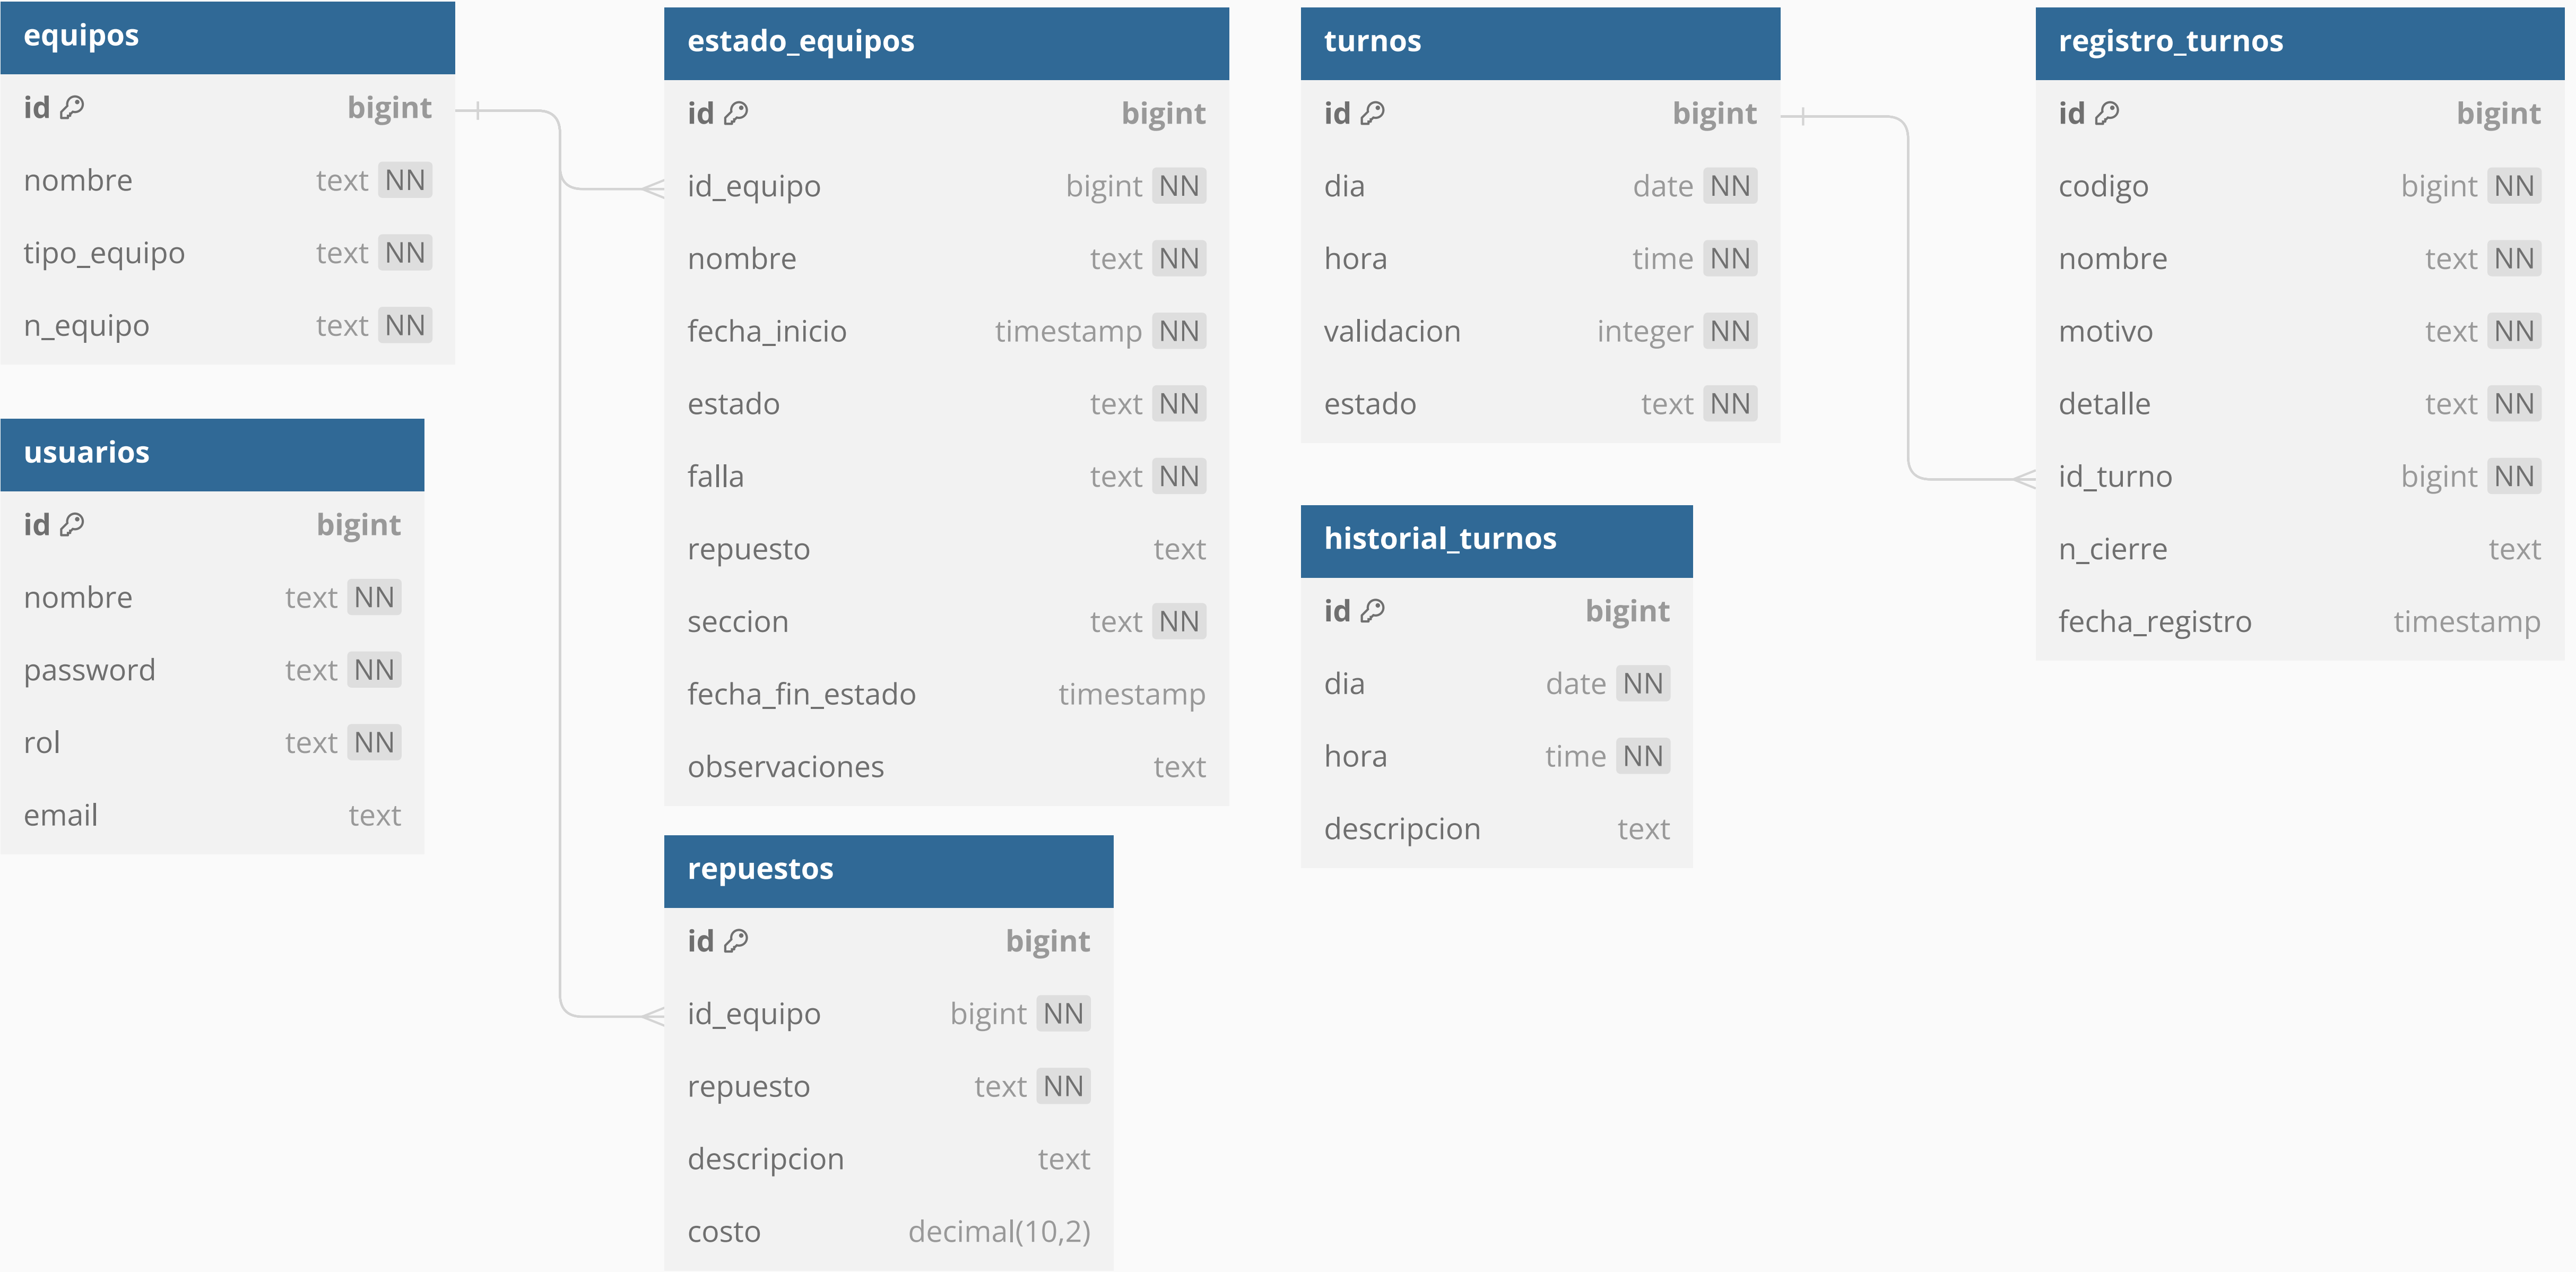 equipos
id bigint
nombre text NN
tipo_equipo text NN
n_equipo text NN
usuarios
id bigint
nombre text NN
password text NN
rol text NN
email text
estado_equipos
id bigint
id_equipo bigint NN
nombre text NN
fecha_inicio timestamp NN
estado text NN
falla text NN
repuesto text
seccion text NN
fecha_fin_estado timestamp
observaciones text
repuestos
id bigint
id_equipo bigint NN
repuesto text NN
descripcion text
costo decimal(10,2)
turnos
id bigint
dia date NN
hora time NN
validacion integer NN
estado text NN
historial_turnos
id bigint
dia date NN
hora time NN
descripcion text
registro_turnos
id bigint
codigo bigint NN
nombre text NN
motivo text NN
detalle text NN
id_turno bigint NN
n_cierre text
fecha_registro timestamp